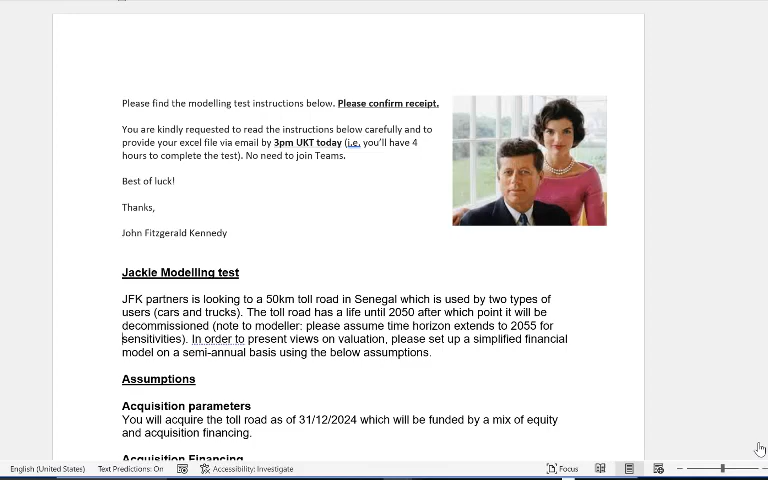 Please find the modelling test instructions below. Please confirm receipt.
You are kindly requested to read the instructions below carefully and to
provide your excel file via email by 3pm UKT today (i.e. you'll have 4
hours to complete the test). No need to join Teams.
Best of luck!
Thanks,
John Fitzgerald Kennedy
Jackie Modelling test
JFK partners is looking to a 50km toll road in Senegal which is used by two types of
users (cars and trucks). The toll road has a life until 2050 after which point it will be
decommissioned (note to modeller: please assume time horizon extends to 2055 for
sensitivities). In order to present views on valuation, please set up a simplified financial
model on a semi-annual basis using the below assumptions.
Assumptions
Acquisition parameters
You will acquire the toll road as of 31/12/2024 which will be funded by a mix of equity
and acquisition financing.
Acquisition Financing
English (United States) Text Predictions: On Accessibility: Investigate Focus